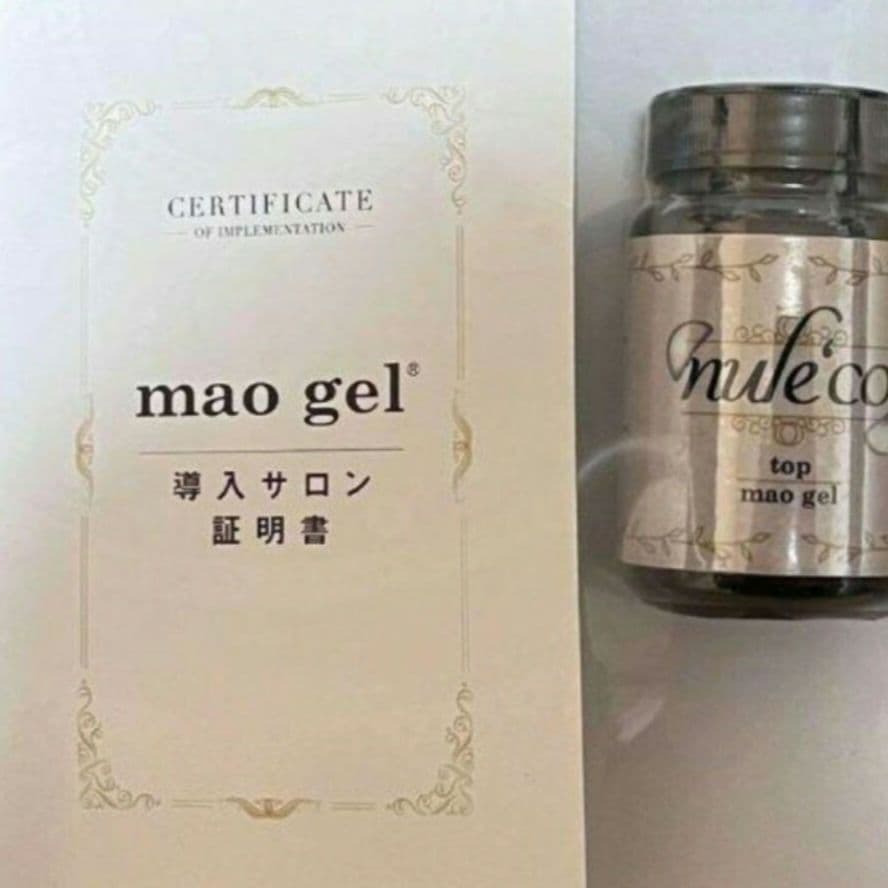 CERTIFICATE
OF IMPLEMENTATION
mao gel®
導入サロン
証明書
nule'co
top
mao gel